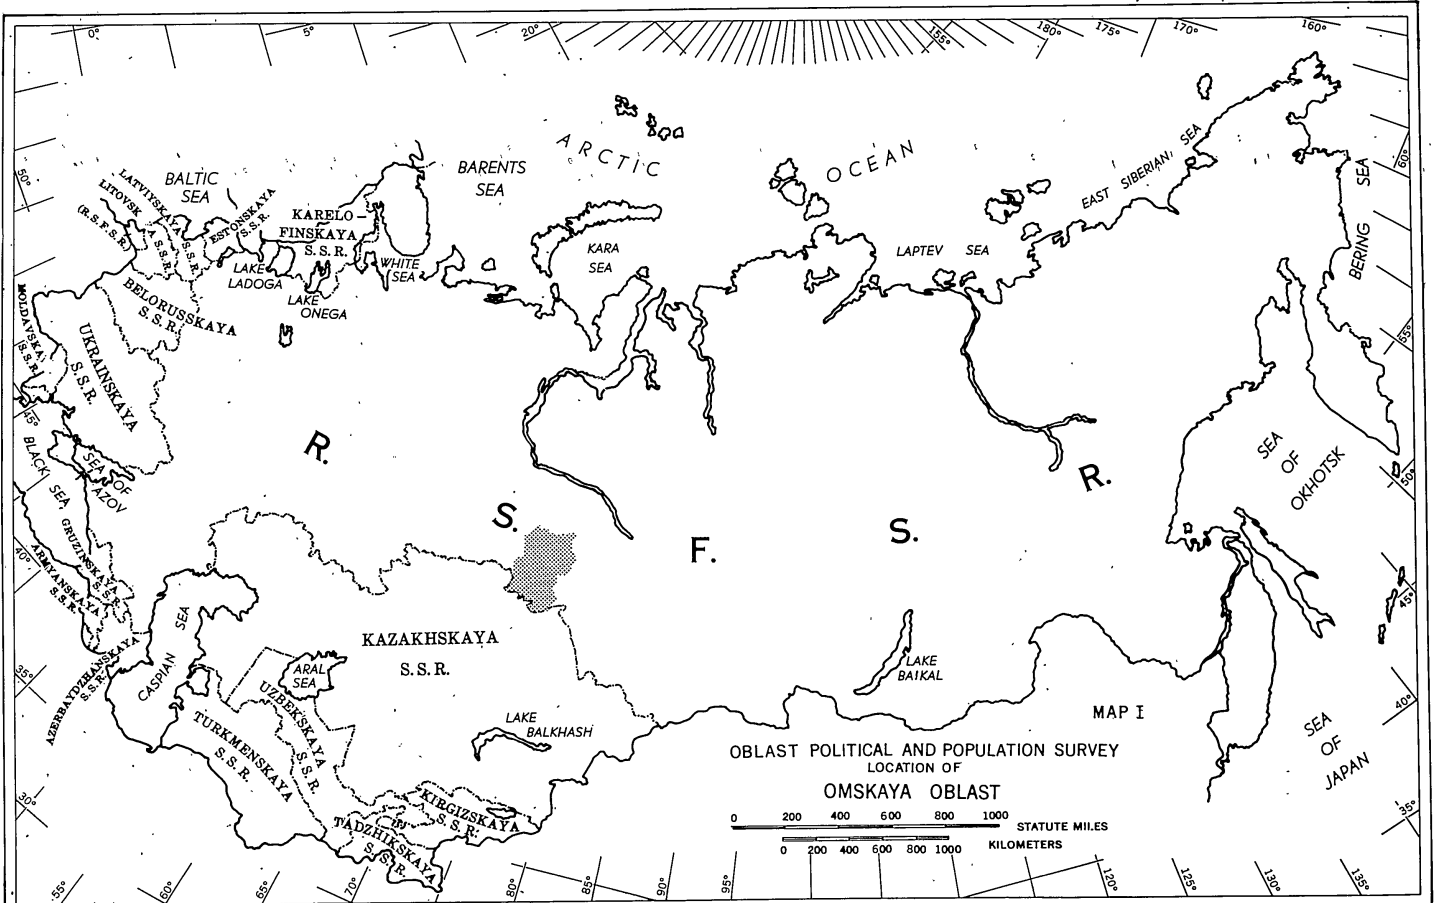 0°
5°
20°
155°
180°
175°
170°
160°
ARCTIC
OCEAN
BARENTS
SEA
EAST SIBERIAN SEA
BERING SEA
60°
50°
BALTIC
SEA
LATVIYSKAYA S.S.R.
LITOVSKAYA S.S.R.
(R.S.F.S.R.)
ESTONSKAYA
S.S.R.
KARELO-
FINSKAYA
S.S.R.
KARA
SEA
LAPTEV SEA
WHITE
SEA
LAKE
LADOGA
LAKE
ONEGA
BELORUSSKAYA
S.S.R.
MOLDAVSKAYA
S.S.R.
UKRAINSKAYA
S.S.R.
55°
45°
BLACK SEA
SEA
OF
AZOV
R.
S.
F.
S.
R.
SEA
OF
OKHOTSK
50°
GRUZINSKAYA
S.S.R.
ARMYANSKAYA
S.S.R.
40°
45°
AZERBAYDZHANSKAYA
S.S.R.
CASPIAN SEA
KAZAKHSKAYA
S.S.R.
ARAL
SEA
UZBEKSKAYA
S.S.R.
LAKE
BALKHASH
LAKE
BAIKAL
35°
40°
TURKMENSKAYA
S.S.R.
KIRGIZSKAYA
S.S.R.
TADZHIKSKAYA
S.S.R.
SEA
OF
JAPAN
30°
35°
MAP I
OBLAST POLITICAL AND POPULATION SURVEY
LOCATION OF
OMSKAYA OBLAST
0 200 400 600 800 1000
STATUTE MILES
0 200 400 600 800 1000
KILOMETERS
55°
60°
65°
70°
80°
85°
90°
95°
120°
125°
130°
135°